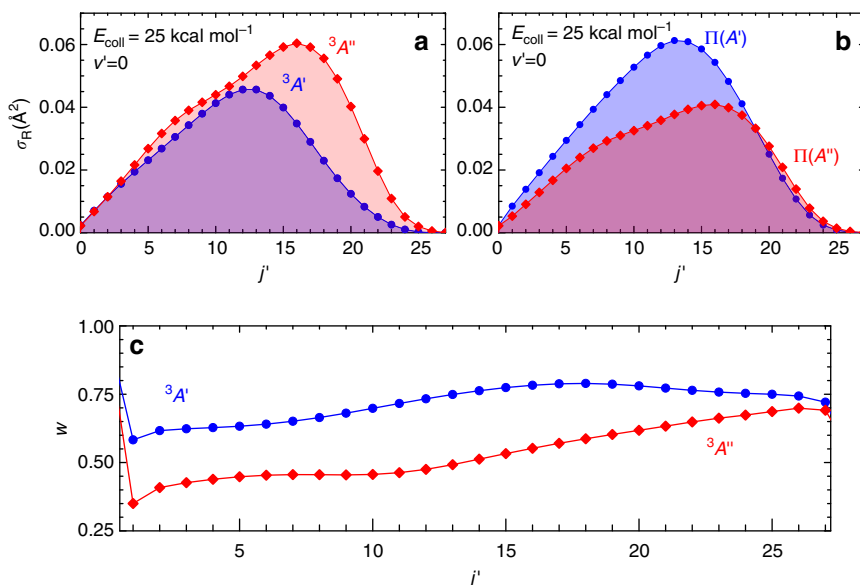 E_coll = 25 kcal mol⁻¹
v'=0
a
³A''
³A'
σ_R(Å²)
0.06
0.04
0.02
0.00
0 5 10 15 20 25
j'
E_coll = 25 kcal mol⁻¹
v'=0
b
Π(A')
Π(A'')
0 5 10 15 20 25
j'
c
³A'
³A''
w
1.00
0.75
0.50
0.25
5 10 15 20 25
j'